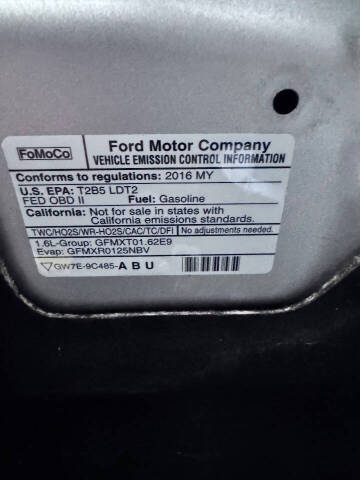 FoMoCo
Ford Motor Company
VEHICLE EMISSION CONTROL INFORMATION
Conforms to regulations: 2016 MY
U.S. EPA: T2B5 LDT2
FED OBD II Fuel: Gasoline
California: Not for sale in states with
California emissions standards.
TWC/HO2S/WR-HO2S/CAC/TC/DFI No adjustments needed.
1.6L-Group: GFMXT01.62E9
Evap: GFMXR0125NBV
GW7E-9C485-A B U